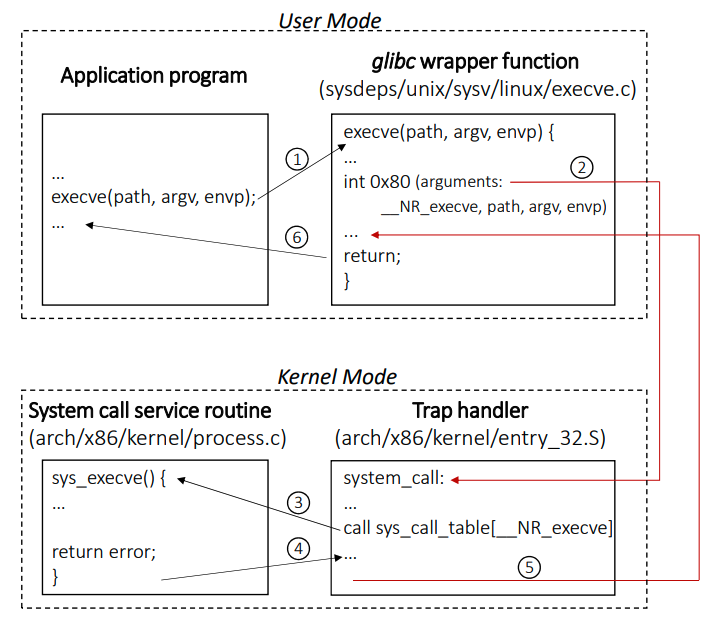 User Mode
Application program
glibc wrapper function
(sysdeps/unix/sysv/linux/execve.c)
...
execve(path, argv, envp);
...
1
6
execve(path, argv, envp) {
...
2
int 0x80 (arguments:
__NR_execve, path, argv, envp)
...
return;
}
Kernel Mode
System call service routine
(arch/x86/kernel/process.c)
Trap handler
(arch/x86/kernel/entry_32.S)
sys_execve() {
...
return error;
}
3
4
system_call:
...
call sys_call_table[__NR_execve]
...
5